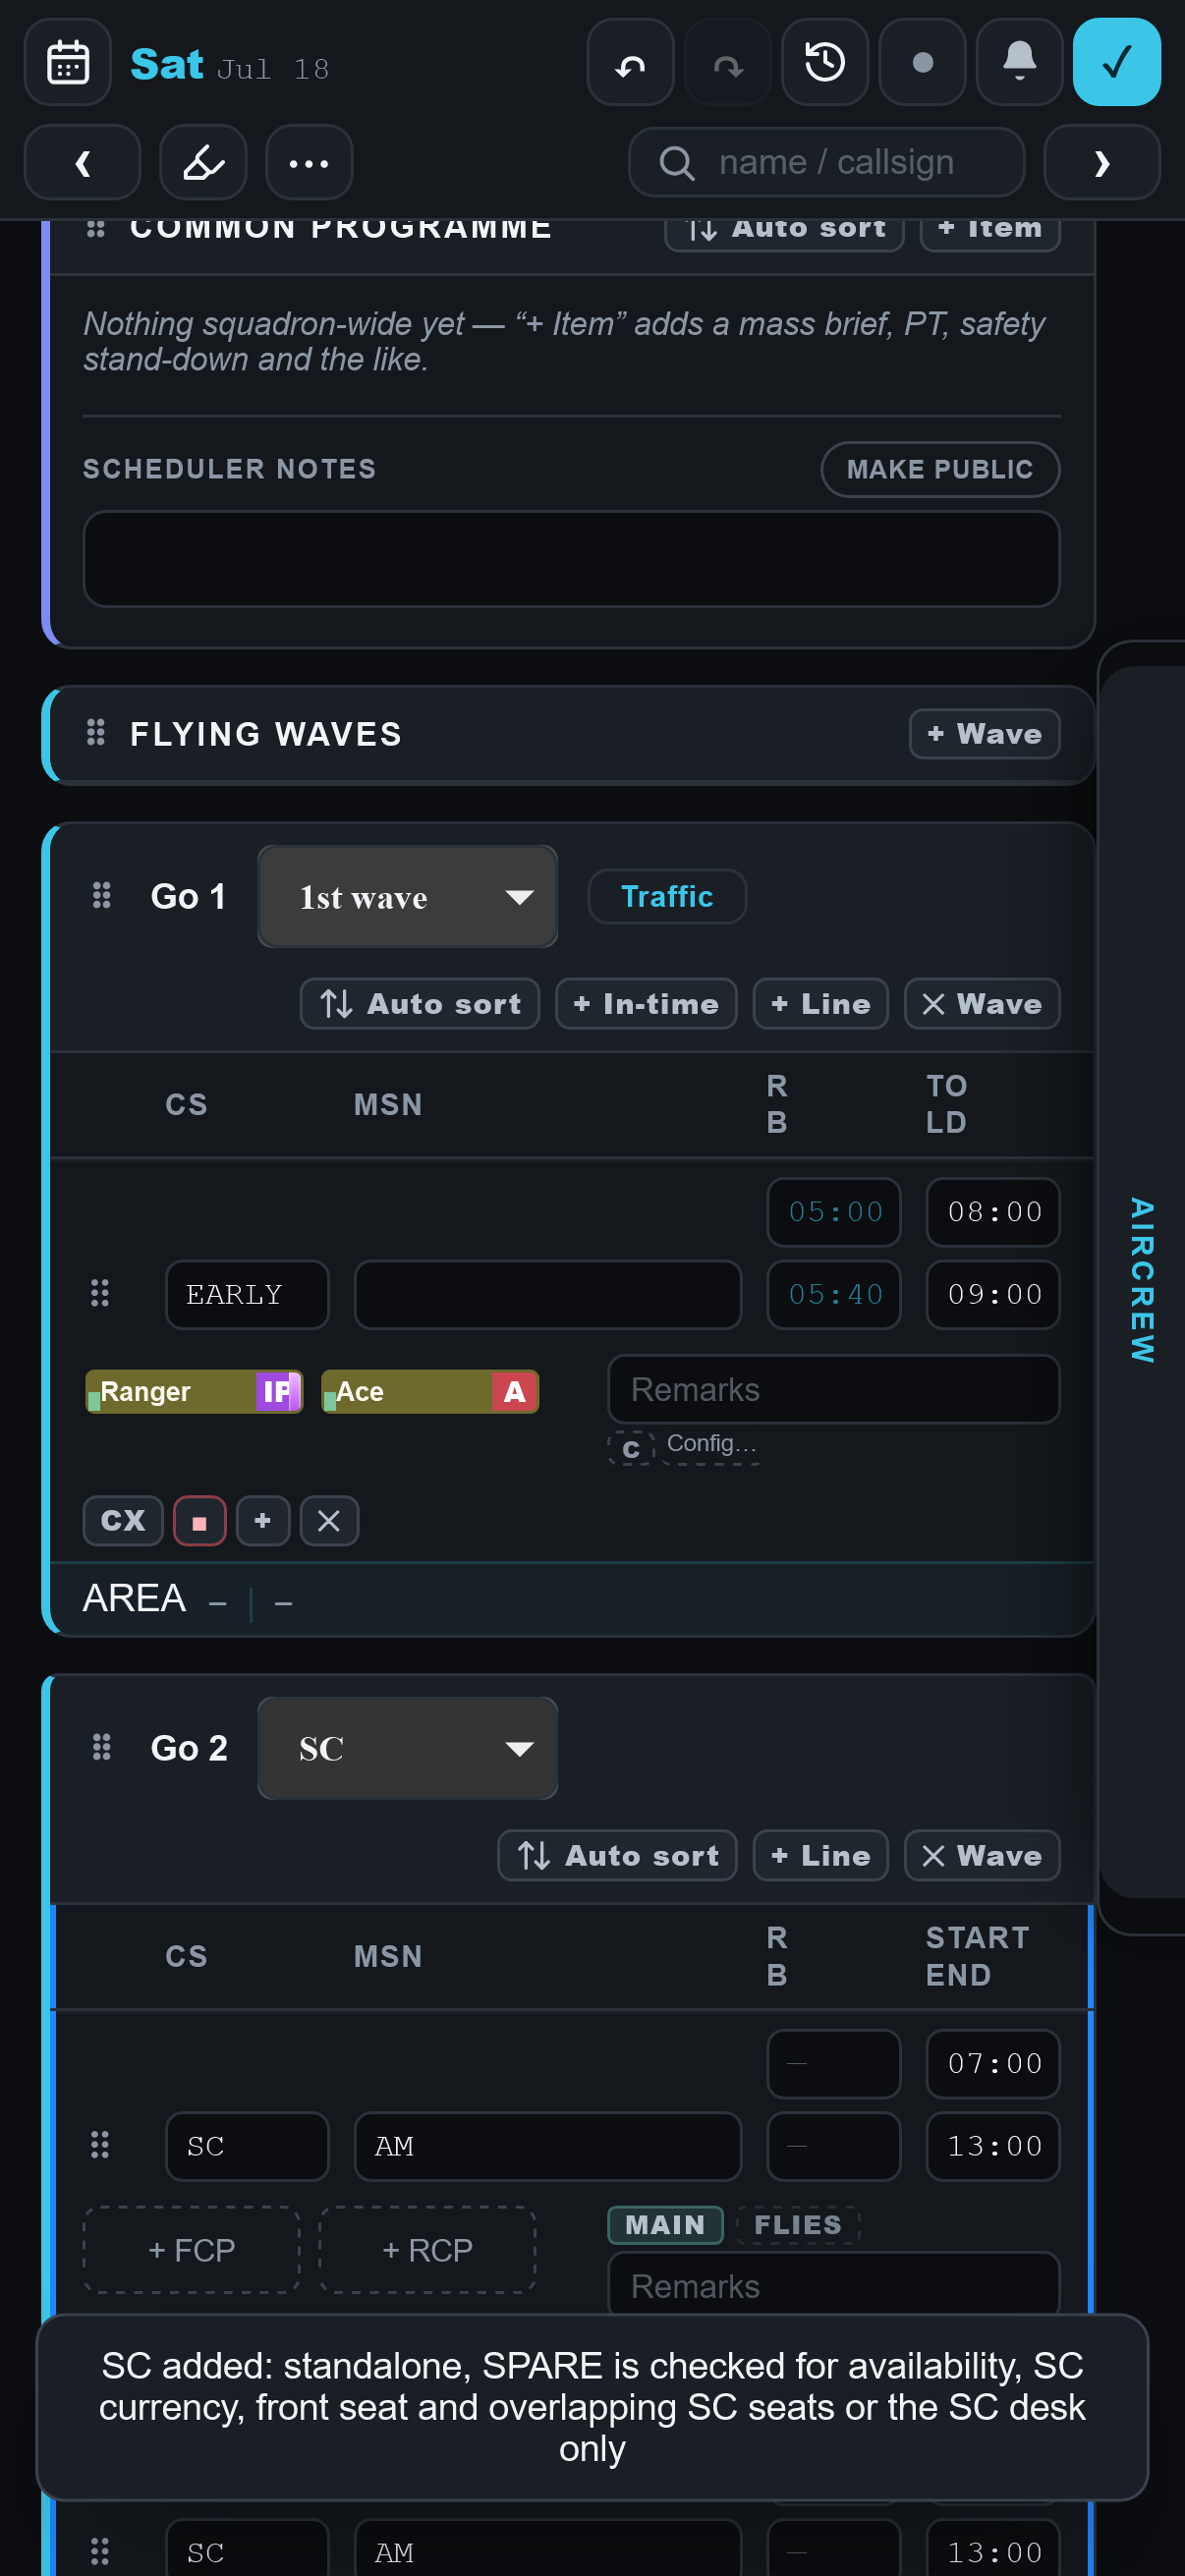 Sat Jul 18
name / callsign
COMMON PROGRAMME Auto sort + Item
Nothing squadron-wide yet — “+ Item” adds a mass brief, PT, safety
stand-down and the like.
SCHEDULER NOTES MAKE PUBLIC
FLYING WAVES + Wave
Go 1 1st wave Traffic
Auto sort + In-time + Line × Wave
CS MSN R TO
B LD
05:00 08:00
EARLY 05:40 09:00
Ranger IP Ace A Remarks
C Config...
CX + ×
AREA – | –
AIRCREW
Go 2 SC
Auto sort + Line × Wave
CS MSN R START
B END
— 07:00
SC AM — 13:00
+ FCP + RCP MAIN FLIES
Remarks
SC added: standalone, SPARE is checked for availability, SC
currency, front seat and overlapping SC seats or the SC desk
only
SC AM — 13:00